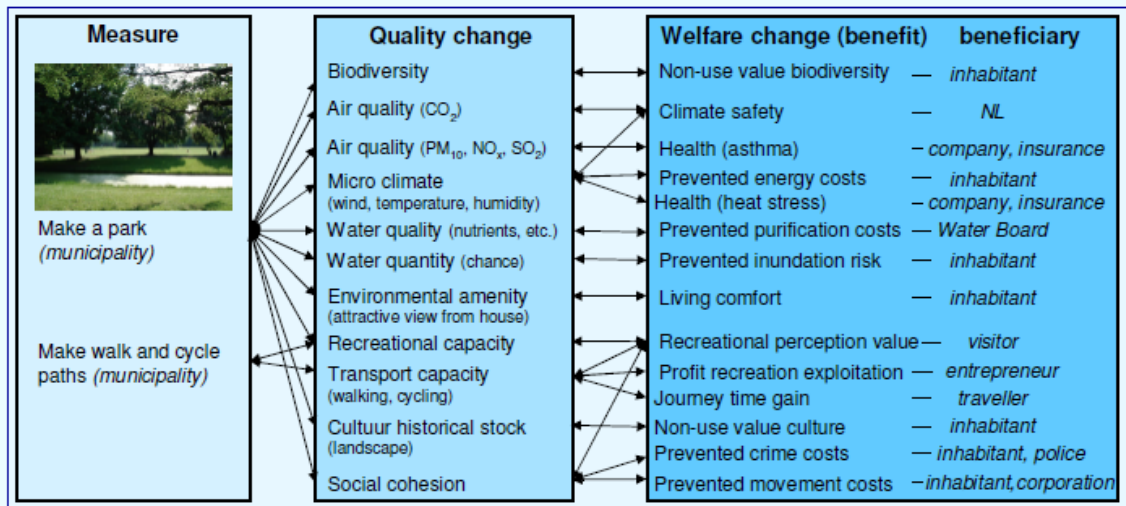 Measure
Make a park
(municipality)
Make walk and cycle
paths (municipality)
Quality change
Biodiversity
Air quality (CO₂)
Air quality (PM₁₀, NOₓ, SO₂)
Micro climate
(wind, temperature, humidity)
Water quality (nutrients, etc.)
Water quantity (chance)
Environmental amenity
(attractive view from house)
Recreational capacity
Transport capacity
(walking, cycling)
Cultuur historical stock
(landscape)
Social cohesion
Welfare change (benefit) beneficiary
Non-use value biodiversity — inhabitant
Climate safety — NL
Health (asthma) – company, insurance
Prevented energy costs — inhabitant
Health (heat stress) – company, insurance
Prevented purification costs — Water Board
Prevented inundation risk — inhabitant
Living comfort — inhabitant
Recreational perception value — visitor
Profit recreation exploitation — entrepreneur
Journey time gain — traveller
Non-use value culture — inhabitant
Prevented crime costs — inhabitant, police
Prevented movement costs – inhabitant,corporation